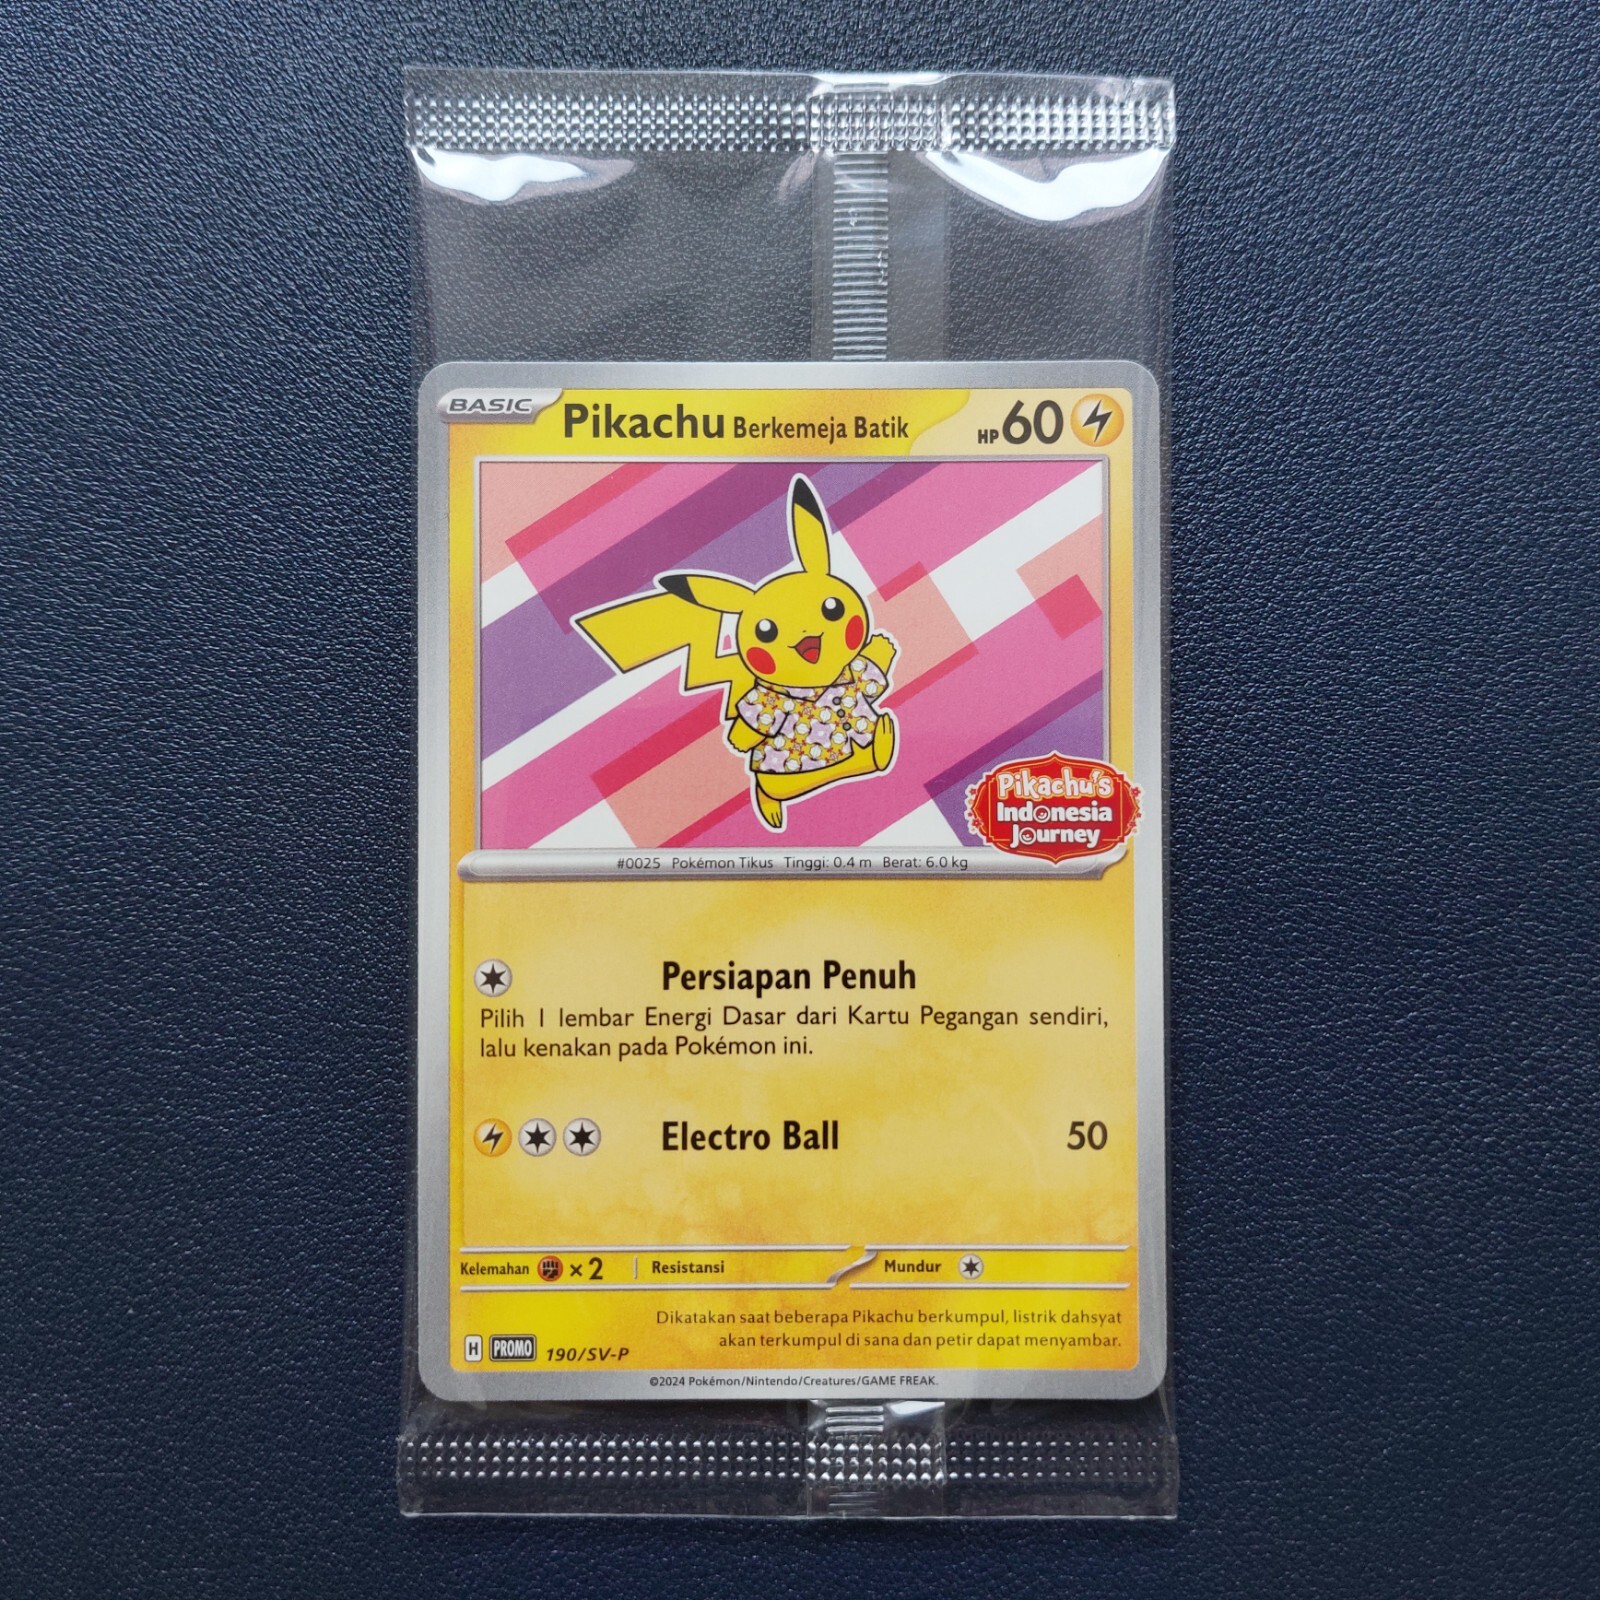 BASIC
Pikachu Berkemeja Batik
HP 60
Pikachu's
Indonesia
Journey
#0025 Pokémon Tikus Tinggi: 0.4 m Berat: 6.0 kg
Persiapan Penuh
Pilih 1 lembar Energi Dasar dari Kartu Pegangan sendiri,
lalu kenakan pada Pokémon ini.
Electro Ball 50
Kelemahan ×2 Resistansi Mundur
Dikatakan saat beberapa Pikachu berkumpul, listrik dahsyat
akan terkumpul di sana dan petir dapat menyambar.
H PROMO 190/SV-P
©2024 Pokémon/Nintendo/Creatures/GAME FREAK.